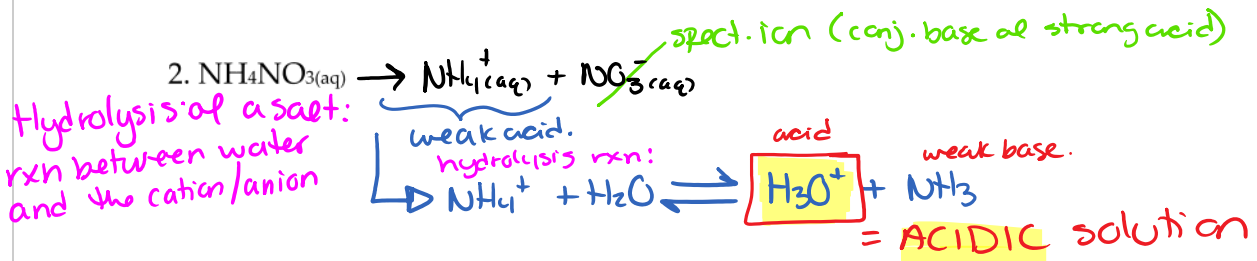 spect. ion (conj. base of strong acid)
2. NH4NO3(aq) → NH4+(aq) + NO3-(aq)
Hydrolysis of a salt:
rxn between water
and the cation/anion
weak acid.
hydrolysis rxn:
acid
weak base.
NH4+ + H2O ⇌ H3O+ + NH3
= ACIDIC solution